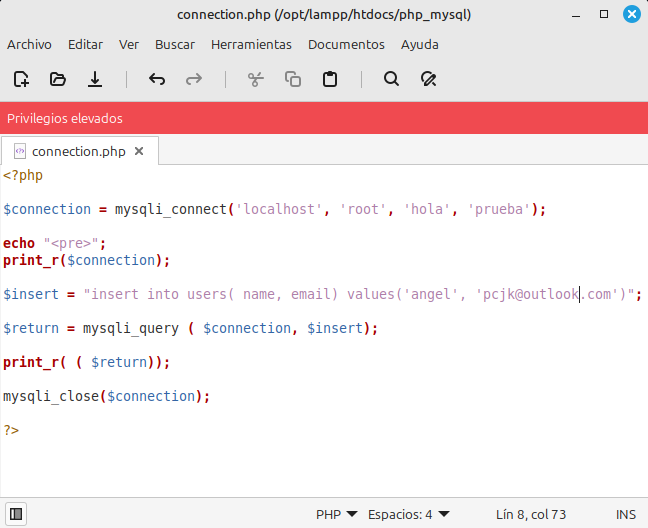 connection.php (/opt/lampp/htdocs/php_mysql)
Archivo Editar Ver Buscar Herramientas Documentos Ayuda
Privilegios elevados
connection.php
<?php
$connection = mysqli_connect('localhost', 'root', 'hola', 'prueba');
echo "<pre>";
print_r($connection);
$insert = "insert into users( name, email) values('angel', 'pcjk@outlook.com')";
$return = mysqli_query ( $connection, $insert);
print_r( ( $return));
mysqli_close($connection);
?>
PHP Espacios: 4 Lín 8, col 73 INS